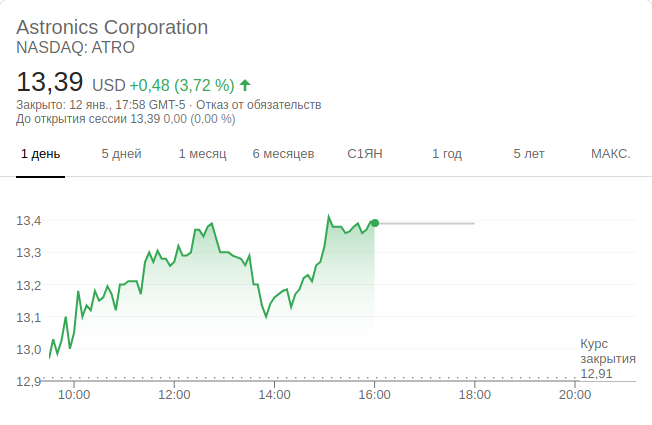 Astronics Corporation
NASDAQ: ATRO
13,39 USD +0,48 (3,72 %)
Закрыто: 12 янв., 17:58 GMT-5 · Отказ от обязательств
До открытия сессии 13,39 0,00 (0,00 %)
1 день 5 дней 1 месяц 6 месяцев С1ЯН 1 год 5 лет МАКС.
13,4
13,3
13,2
13,1
13,0
12,9
Курс
закрытия
12,91
10:00 12:00 14:00 16:00 18:00 20:00